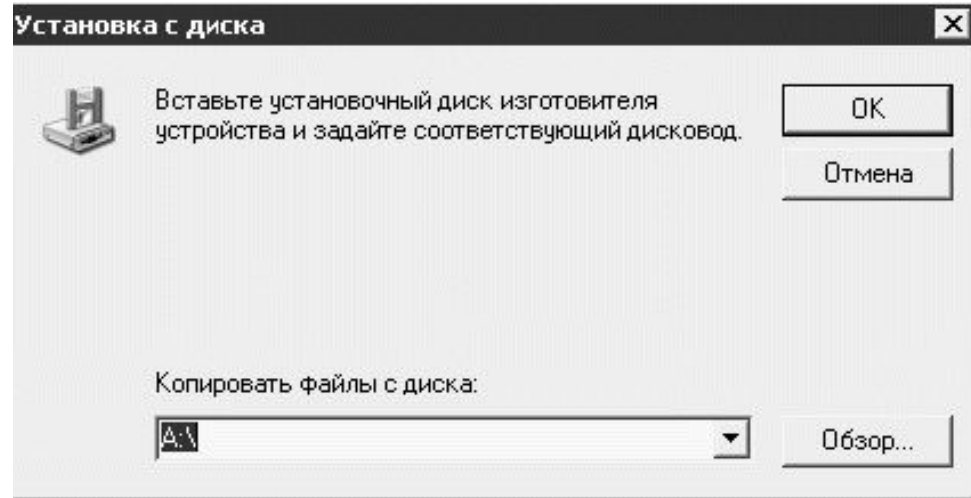 Установка с диска
Вставьте установочный диск изготовителя
устройства и задайте соответствующий дисковод.
OK
Отмена
Копировать файлы с диска:
A:\
Обзор...